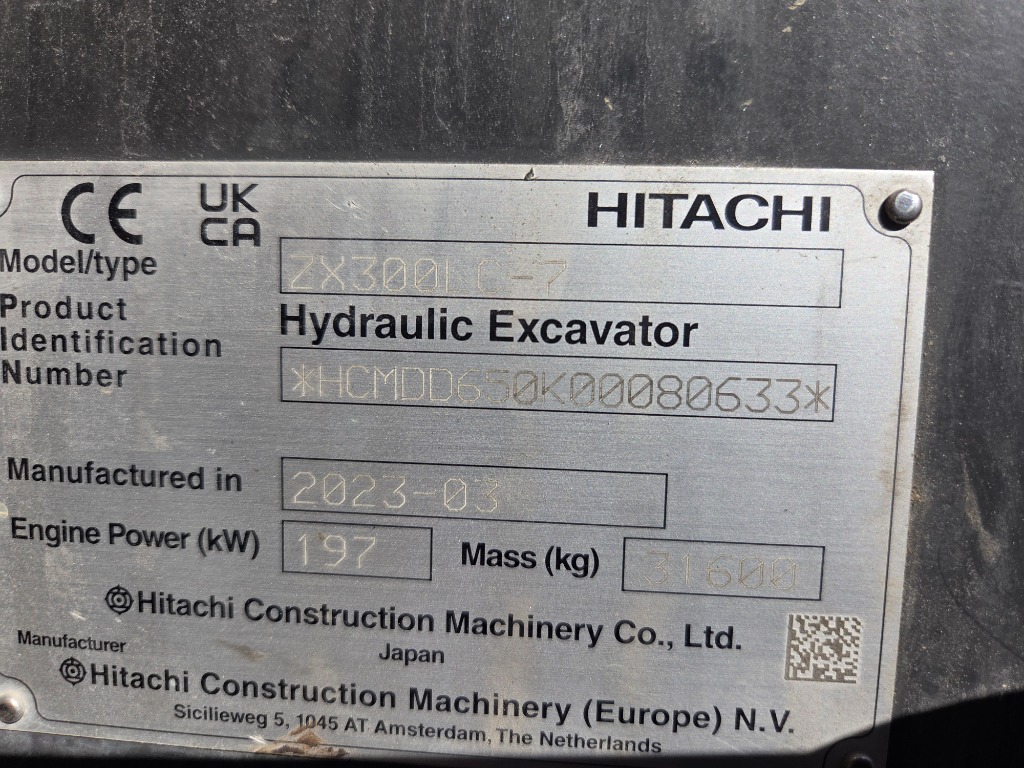 CE UK CA HITACHI
Model/type ZX300LC-7
Hydraulic Excavator
Product
Identification
Number *HCMDD650K00080633*
Manufactured in 2023-03
Engine Power (kW) 197 Mass (kg) 31600
Hitachi Construction Machinery Co., Ltd.
Manufacturer Japan
Hitachi Construction Machinery (Europe) N.V.
Sicilieweg 5, 1045 AT Amsterdam, The Netherlands